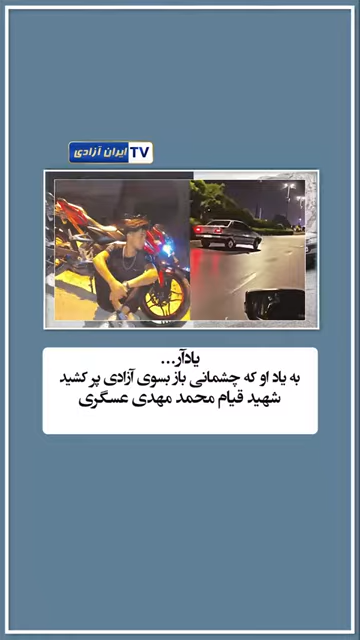 ایران آزادی TV
یادآر...
به یاد او که چشمانی باز بسوی آزادی پر کشید
شهید قیام محمد مهدی عسگری